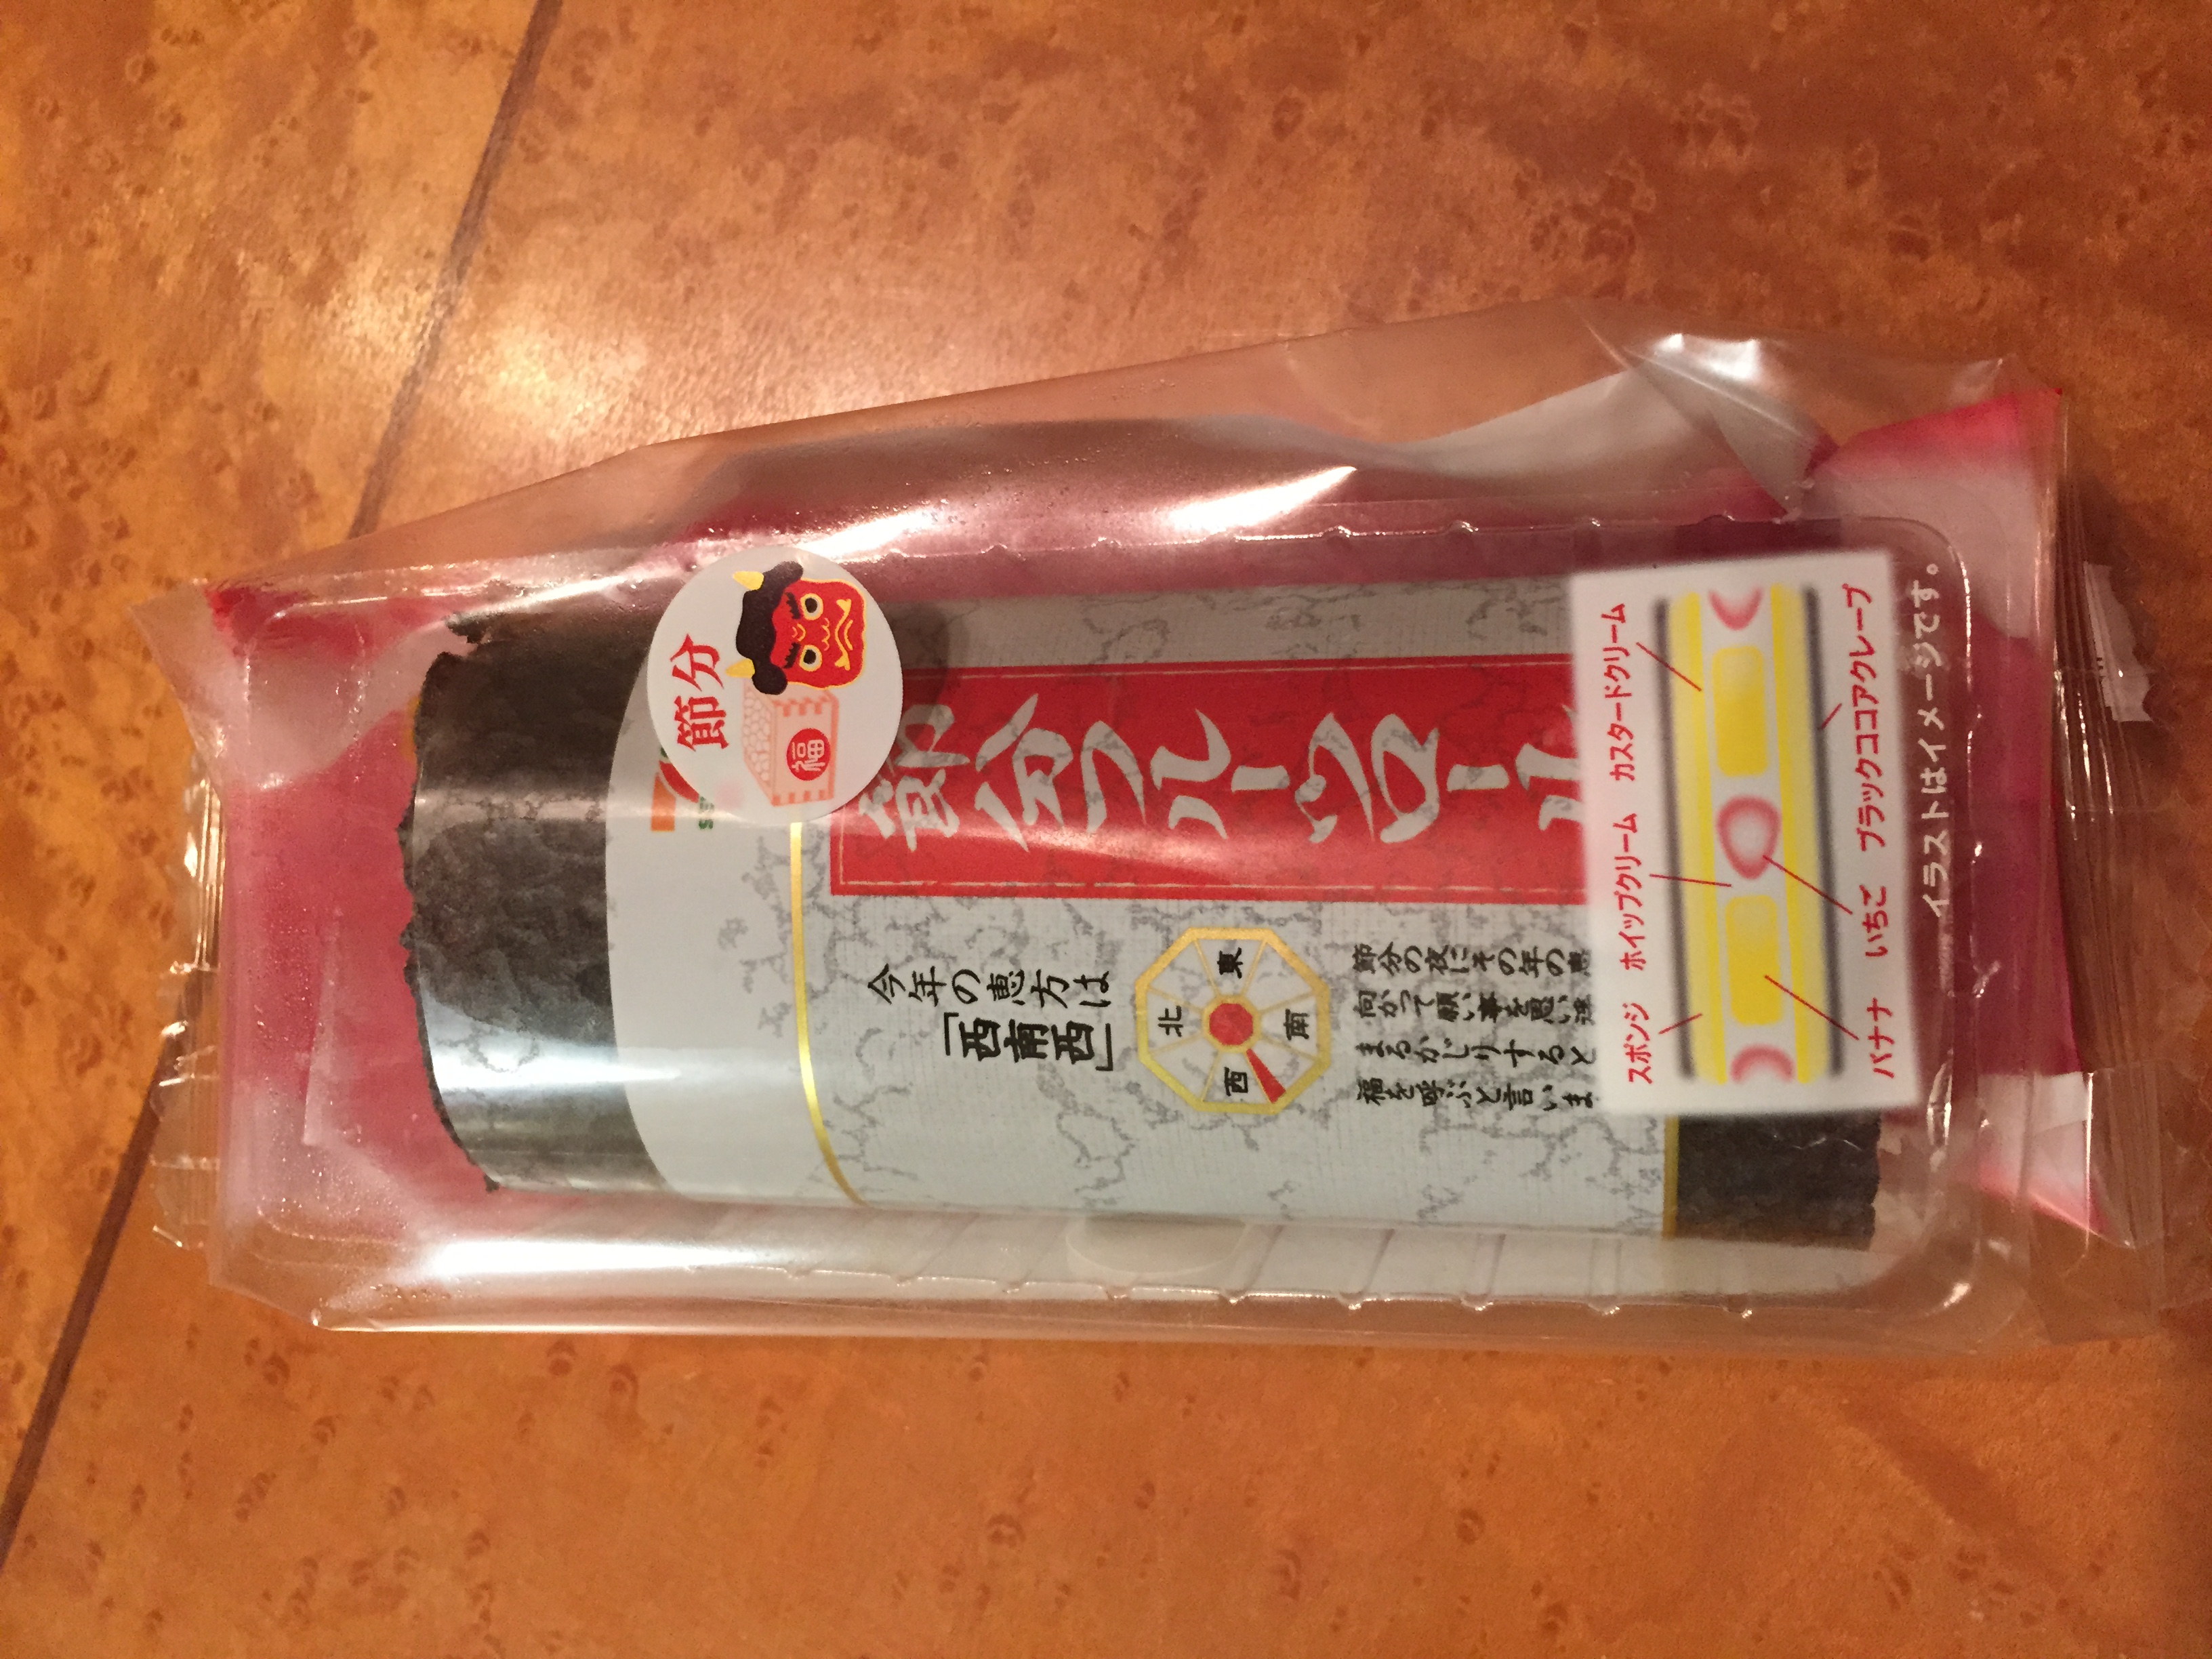 節分
福
節分フルーツロール
今年の恵方は
「西南西」
北
東
南
西
節分の夜にその年の恵
向かって願い事を思い
まるかじりすると
福を呼ぶと言いま
スポンジ
ホイップクリーム
カスタードクリーム
バナナ
いちご
ブラックココアクレープ
イラストはイメージです。